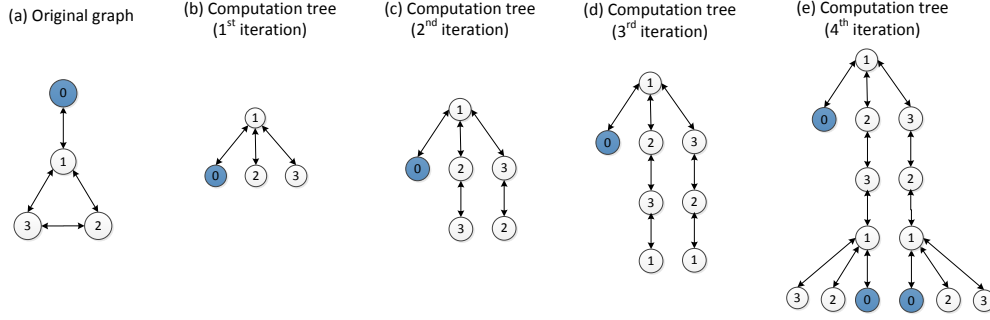 (a) Original graph
0
1
3
2
(b) Computation tree
(1st iteration)
1
0 2 3
(c) Computation tree
(2nd iteration)
1
0 2 3
3 2
(d) Computation tree
(3rd iteration)
1
0 2 3
3 2
1 1
(e) Computation tree
(4th iteration)
1
0 2 3
3 2
1 1
3 2 0 0 2 3